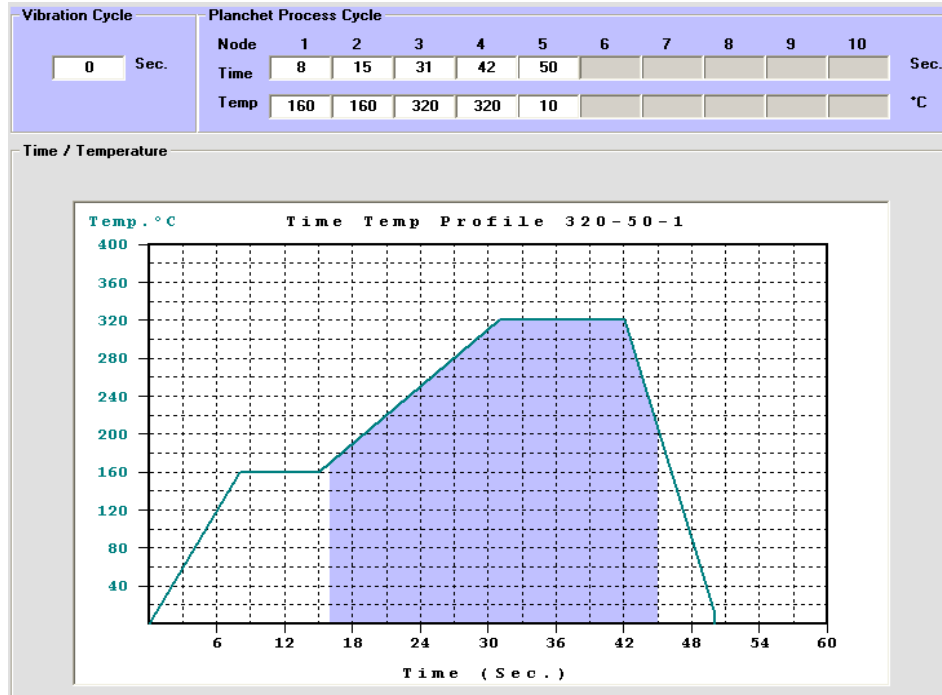 Vibration Cycle
0 Sec.
Planchet Process Cycle
Node 1 2 3 4 5 6 7 8 9 10
Time 8 15 31 42 50 Sec.
Temp 160 160 320 320 10 °C
Time / Temperature
Temp.°C Time Temp Profile 320-50-1
400
360
320
280
240
200
160
120
80
40
6 12 18 24 30 36 42 48 54 60
Time (Sec.)